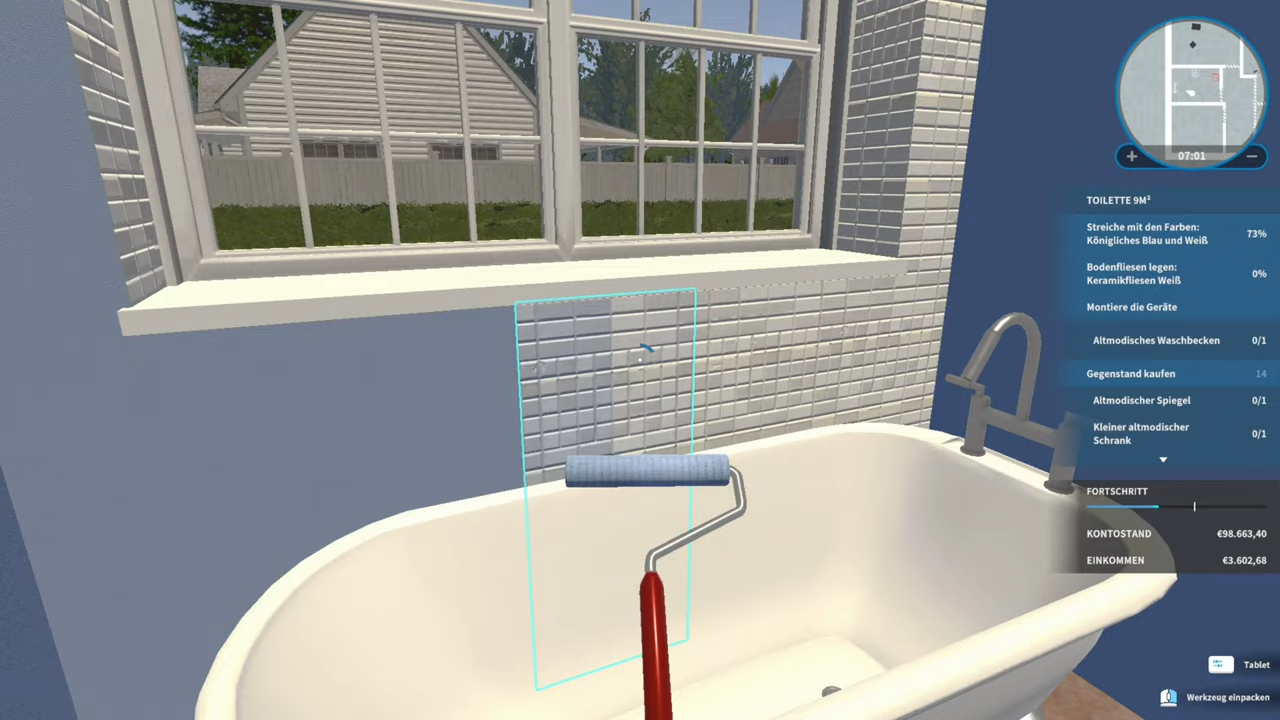 07:01
TOILETTE 9M²
Streiche mit den Farben:
Königliches Blau und Weiß
73%
Bodenfliesen legen:
Keramikfliesen Weiß
0%
Montiere die Geräte
Altmodisches Waschbecken 0/1
Gegenstand kaufen 14
Altmodischer Spiegel 0/1
Kleiner altmodischer
Schrank
0/1
FORTSCHRITT
KONTOSTAND €98.663,40
EINKOMMEN €3.602,68
Tablet
Werkzeug einpacken